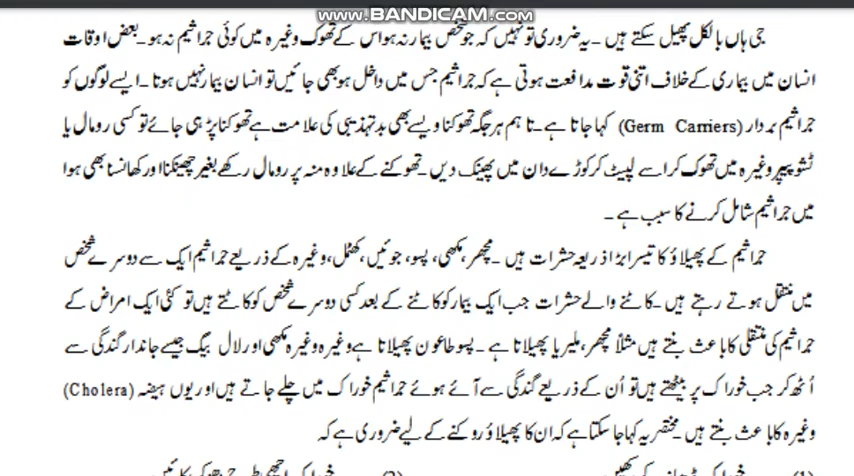 www.BANDICAM.com
جی ہاں بالکل پھیل سکتے ہیں ۔ یہ ضروری تو نہیں کہ جو شخص بیمار نہ ہو اس کے تھوک وغیرہ میں کوئی جراثیم نہ ہو۔ بعض اوقات
انسان میں بیماری کے خلاف اتنی قوت مدافعت ہوتی ہے کہ جراثیم جس میں داخل ہو بھی جائیں تو انسان بیمار نہیں ہوتا ۔ ایسے لوگوں کو
جراثیم بردار (Germ Carriers) کہا جاتا ہے ۔ تا ہم ہر جگہ تھوکنا ویسے بھی بدتہذیبی کی علامت ہے تھوکنا پڑ ہی جائے تو کسی رومال یا
ٹشو پیپر وغیرہ میں تھوک کر اسے لپیٹ کر کوڑے دان میں پھینک دیں ۔ تھوکنے کے علاوہ منہ پر رومال رکھے بغیر چھینکنا اور کھانسنا بھی ہوا
میں جراثیم شامل کرنے کا سبب ہے ۔
جراثیم کے پھیلاؤ کا تیسرا بڑا ذریعہ حشرات ہیں ۔ مچھر، مکھی، پسو، جوئیں، کھٹمل، وغیرہ کے ذریعے جراثیم ایک سے دوسرے شخص
میں منتقل ہوتے رہتے ہیں ۔ کاٹنے والے حشرات جب ایک بیمار کو کاٹنے کے بعد کسی دوسرے شخص کو کاٹتے ہیں تو کئی ایک امراض کے
جراثیم کی منتقلی کا باعث بنتے ہیں مثلاً مچھر، ملیریا پھیلاتا ہے ۔ پسو طاعون پھیلاتا ہے وغیرہ وغیرہ مکھی اور لال بیگ جیسے جاندار گندگی سے
اُٹھ کر جب خوراک پر بیٹھتے ہیں تو اُن کے ذریعے گندگی سے آئے ہوئے جراثیم خوراک میں چلے جاتے ہیں اور یوں ہیضہ (Cholera)
وغیرہ کا باعث بنتے ہیں ۔ مختصر یہ کہا جا سکتا ہے کہ ان کا پھیلاؤ روکنے کے لیے ضروری ہے کہ